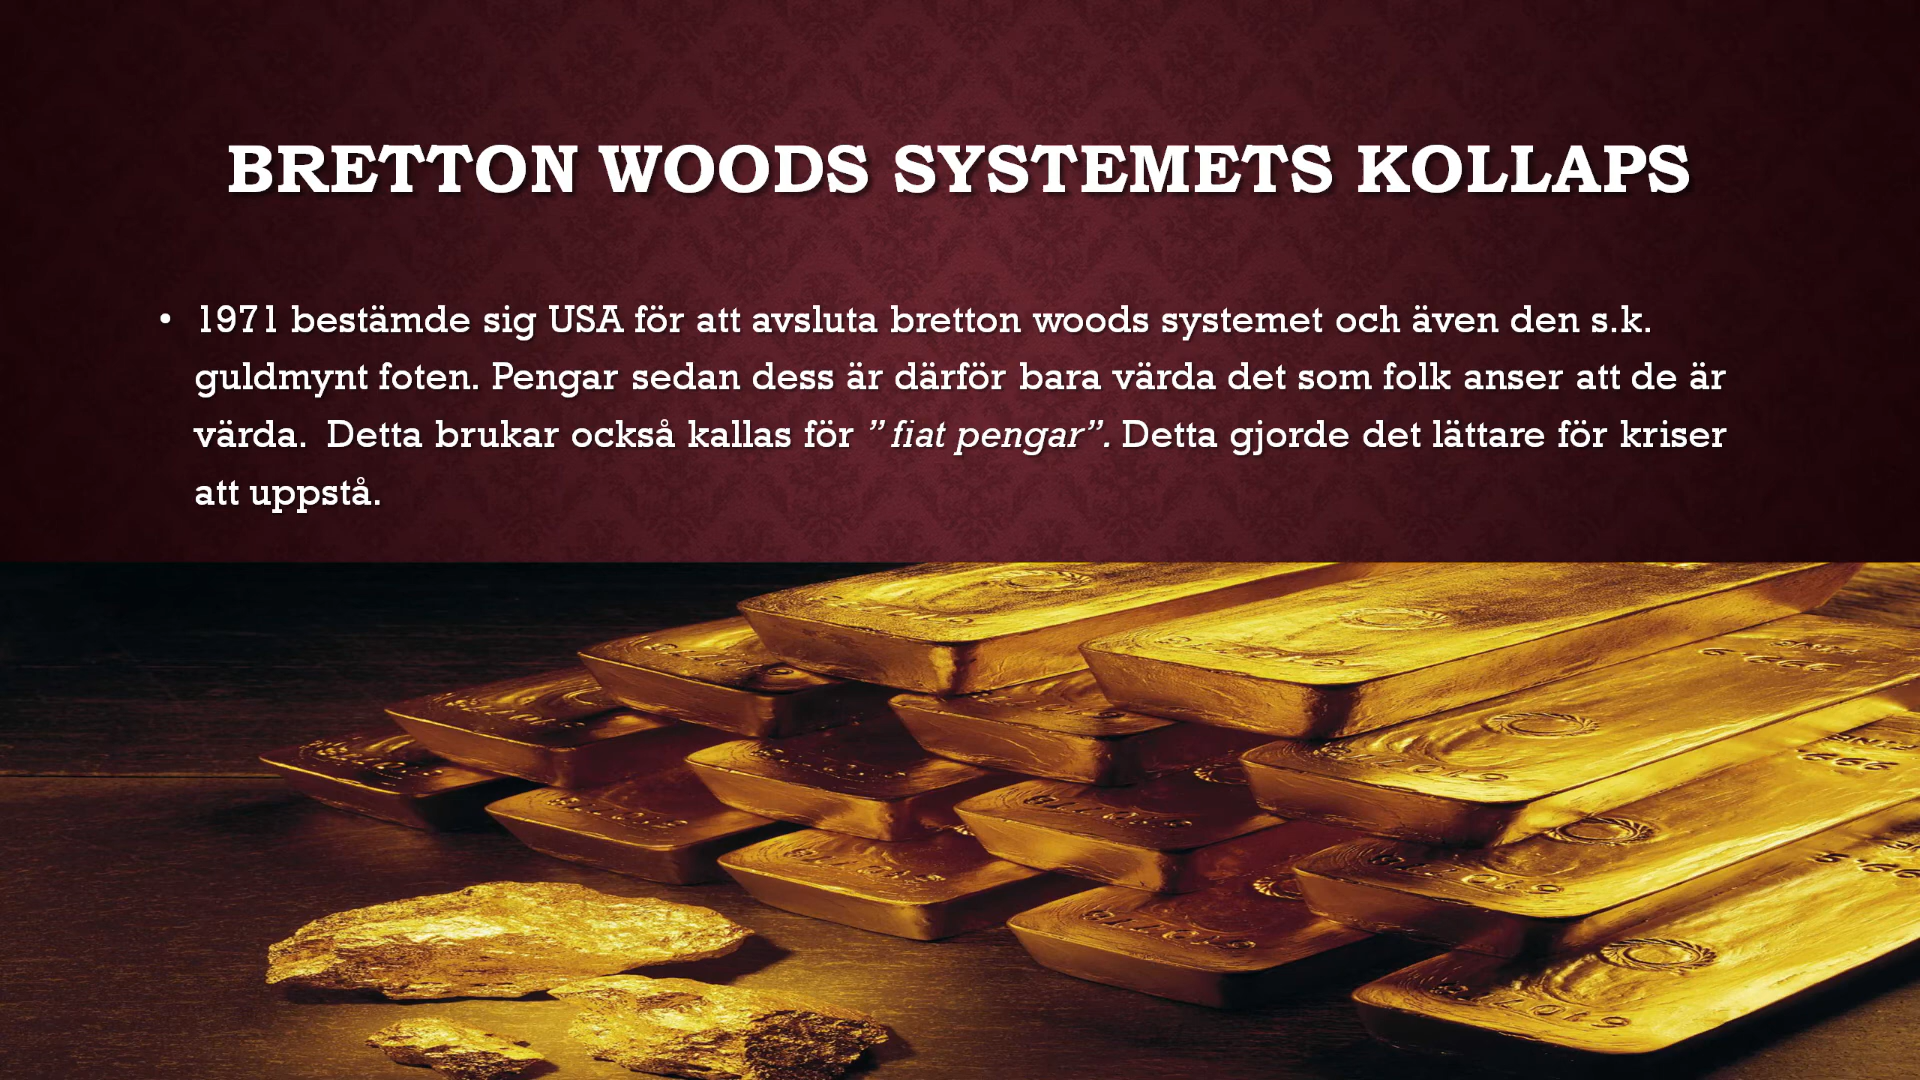 BRETTON WOODS SYSTEMETS KOLLAPS
• 1971 bestämde sig USA för att avsluta bretton woods systemet och även den s.k.
guldmynt foten. Pengar sedan dess är därför bara värda det som folk anser att de är
värda.  Detta brukar också kallas för ”fiat pengar”. Detta gjorde det lättare för kriser
att uppstå.